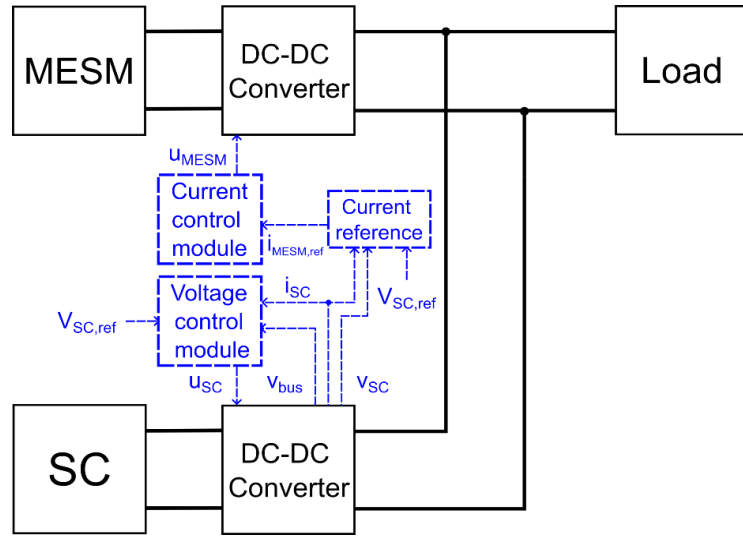 MESM
DC-DC
Converter
Load
u_MESM
Current
control
module
Current
reference
i_MESM,ref
i_SC
V_SC,ref
Voltage
control
module
V_SC,ref
u_SC
v_bus
v_SC
SC
DC-DC
Converter